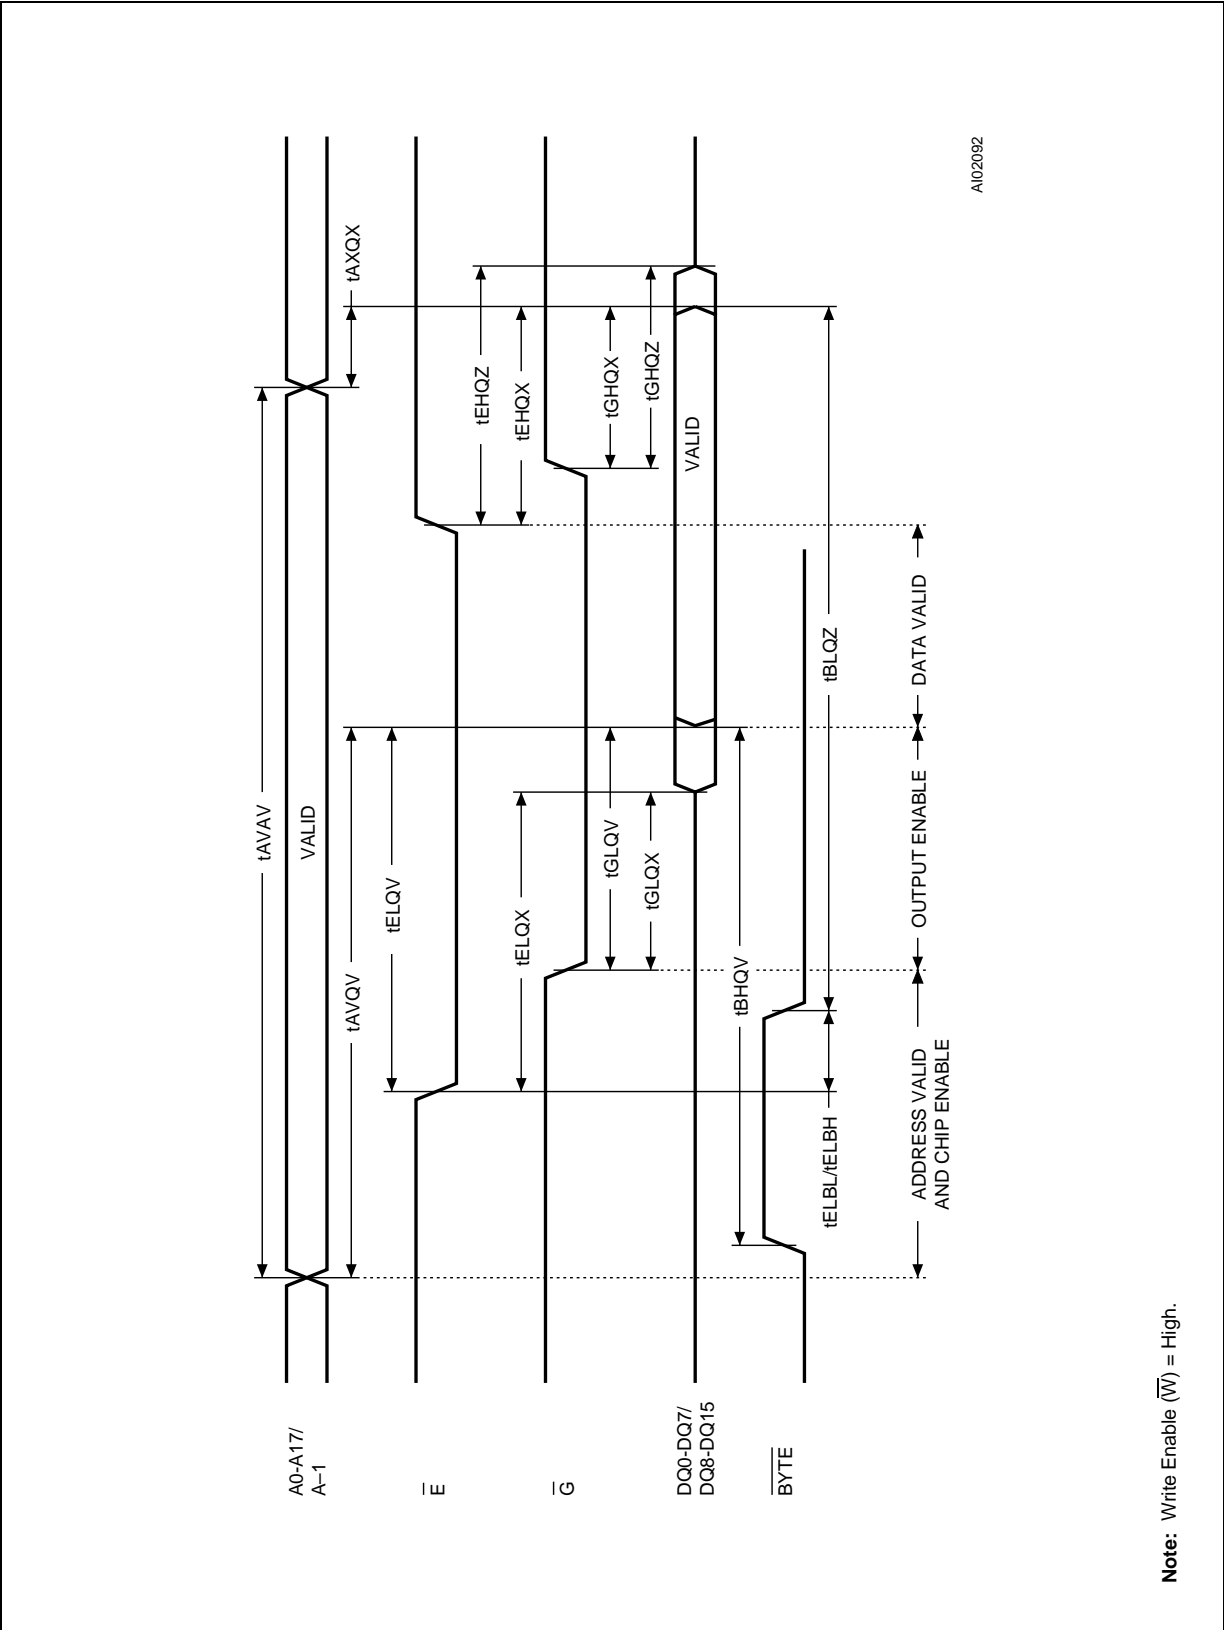 A0-A17/
A–1
tAVAV
VALID
tAVQV
tAXQX
E
tELQV
tEHQZ
tELQX
tEHQX
G
tGLQV
tGHQX
tGLQX
tGHQZ
DQ0-DQ7/
DQ8-DQ15
VALID
tBHQV
BYTE
tELBL/tELBH
tBLQZ
ADDRESS VALID
AND CHIP ENABLE
OUTPUT ENABLE
DATA VALID
AI02092
Note: Write Enable (W) = High.